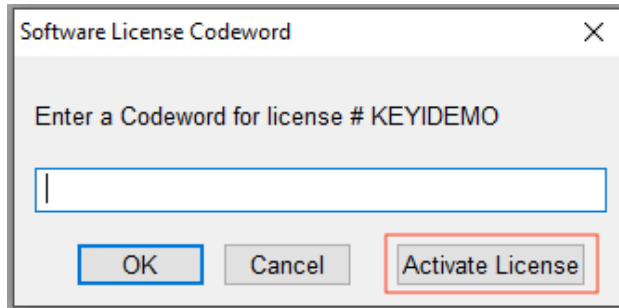 Software License Codeword
Enter a Codeword for license # KEYIDEMO
OK Cancel Activate License